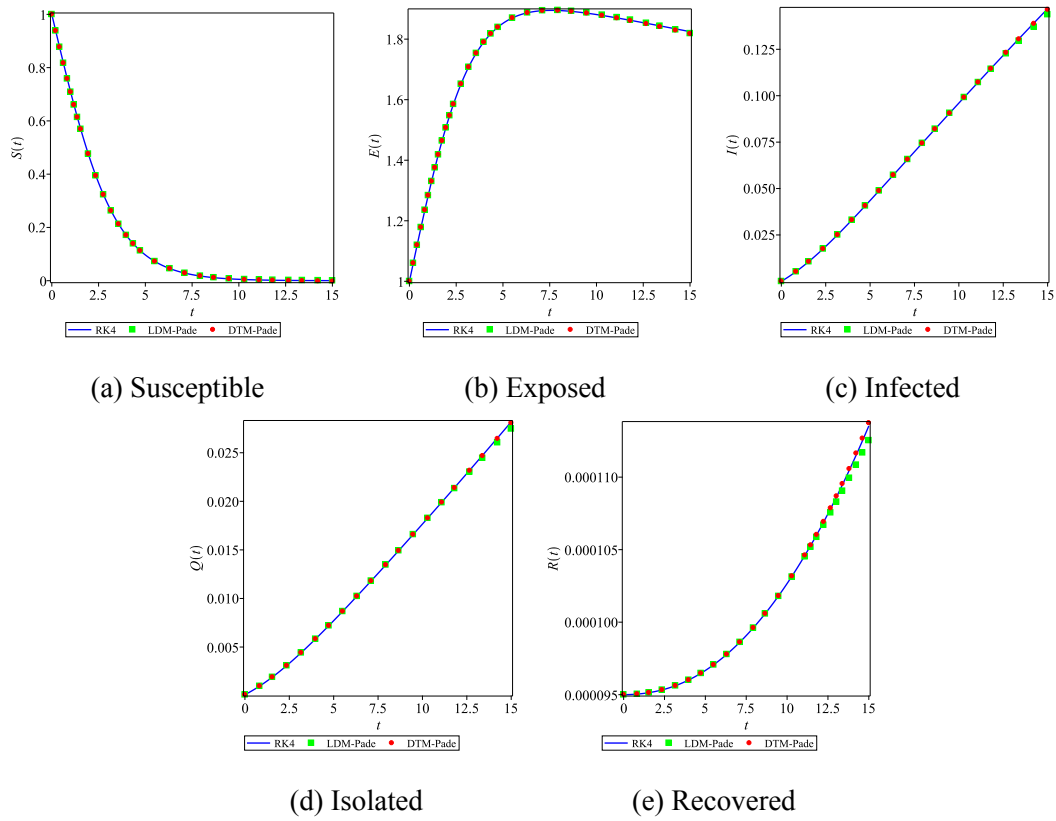 1
0.8
0.6
0.4
0.2
0
S(t)
0 2.5 5 7.5 10 12.5 15
t
RK4 LDM-Pade DTM-Pade
(a) Susceptible
1.8
1.6
1.4
1.2
1
E(t)
0 2.5 5 7.5 10 12.5 15
t
RK4 LDM-Pade DTM-Pade
(b) Exposed
0.125
0.100
0.075
0.050
0.025
I(t)
0 2.5 5 7.5 10 12.5 15
t
RK4 LDM-Pade DTM-Pade
(c) Infected
0.025
0.020
0.015
0.010
0.005
Q(t)
0 2.5 5 7.5 10 12.5 15
t
RK4 LDM-Pade DTM-Pade
(d) Isolated
0.000110
0.000105
0.000100
0.000095
R(t)
0 2.5 5 7.5 10 12.5 15
t
RK4 LDM-Pade DTM-Pade
(e) Recovered